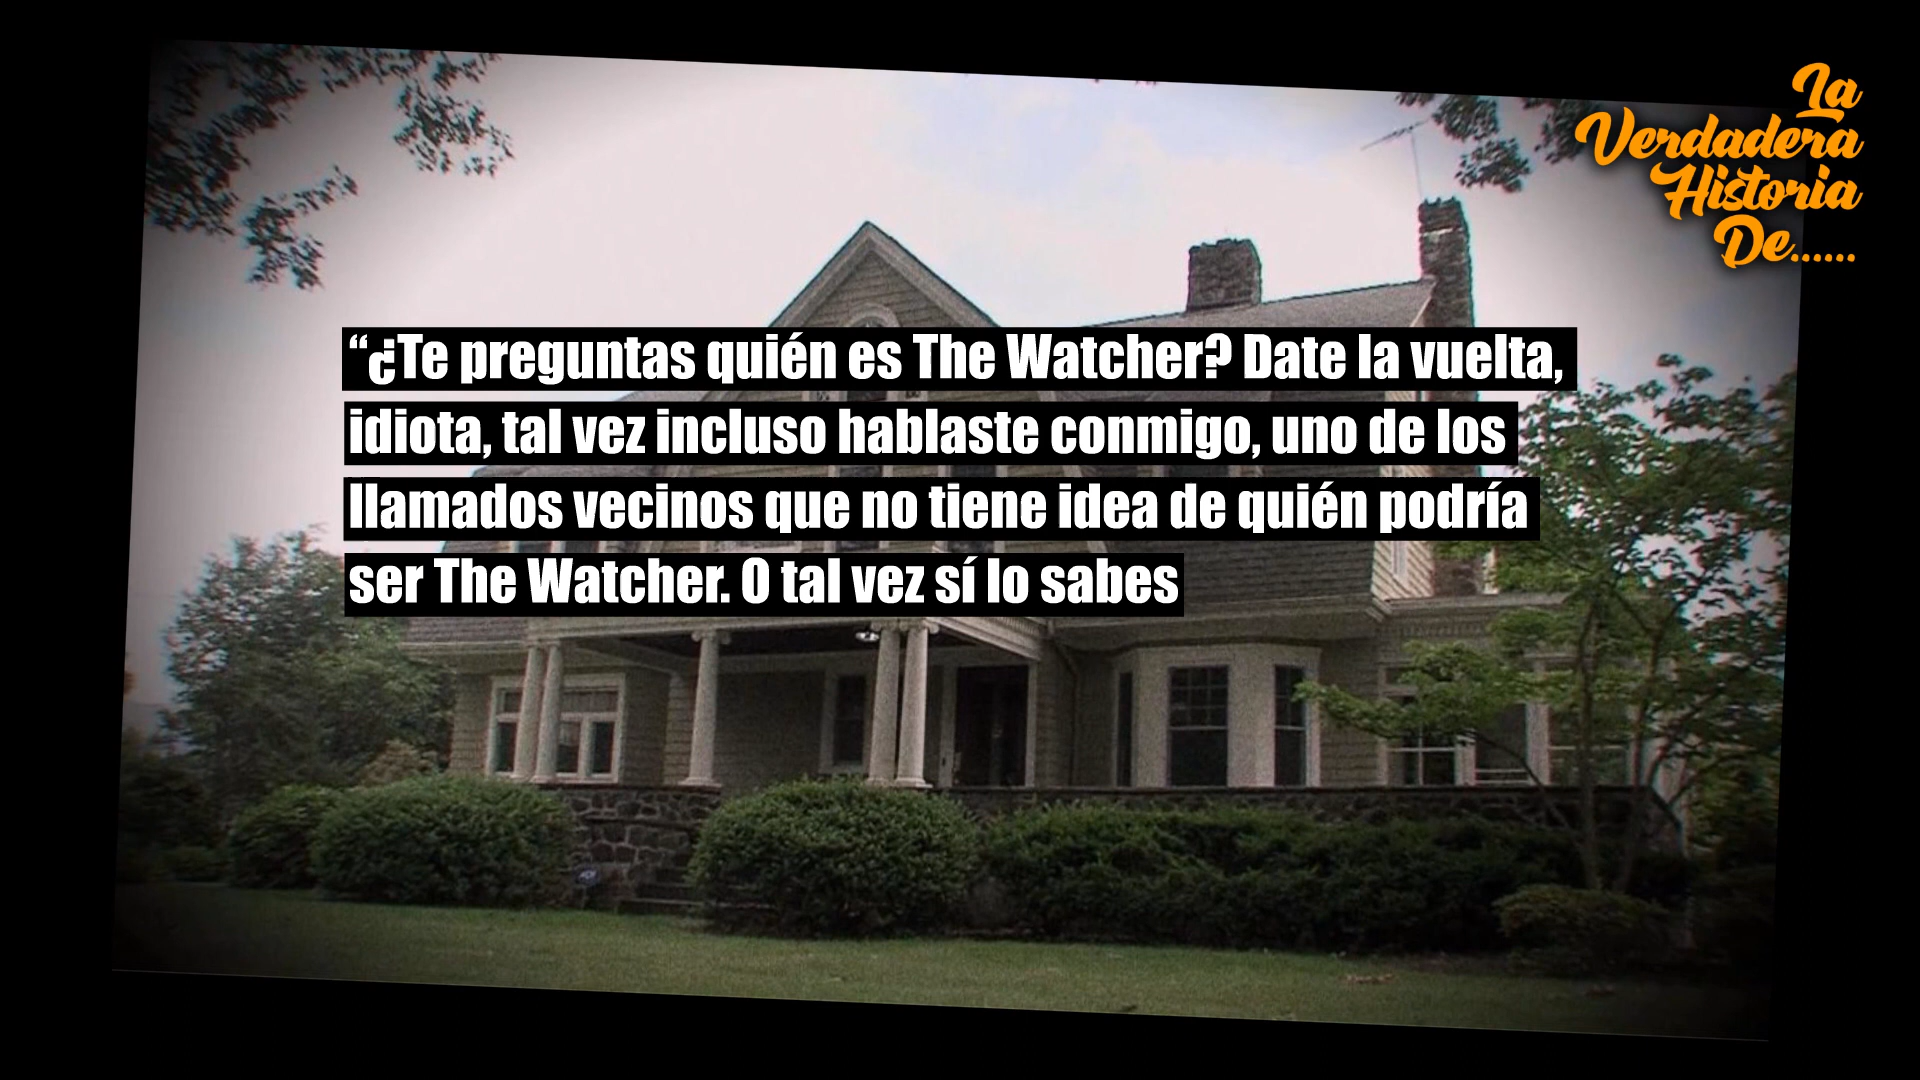 La
Verdadera
Historia
De......
“¿Te preguntas quién es The Watcher? Date la vuelta,
idiota, tal vez incluso hablaste conmigo, uno de los
llamados vecinos que no tiene idea de quién podría
ser The Watcher. O tal vez sí lo sabes